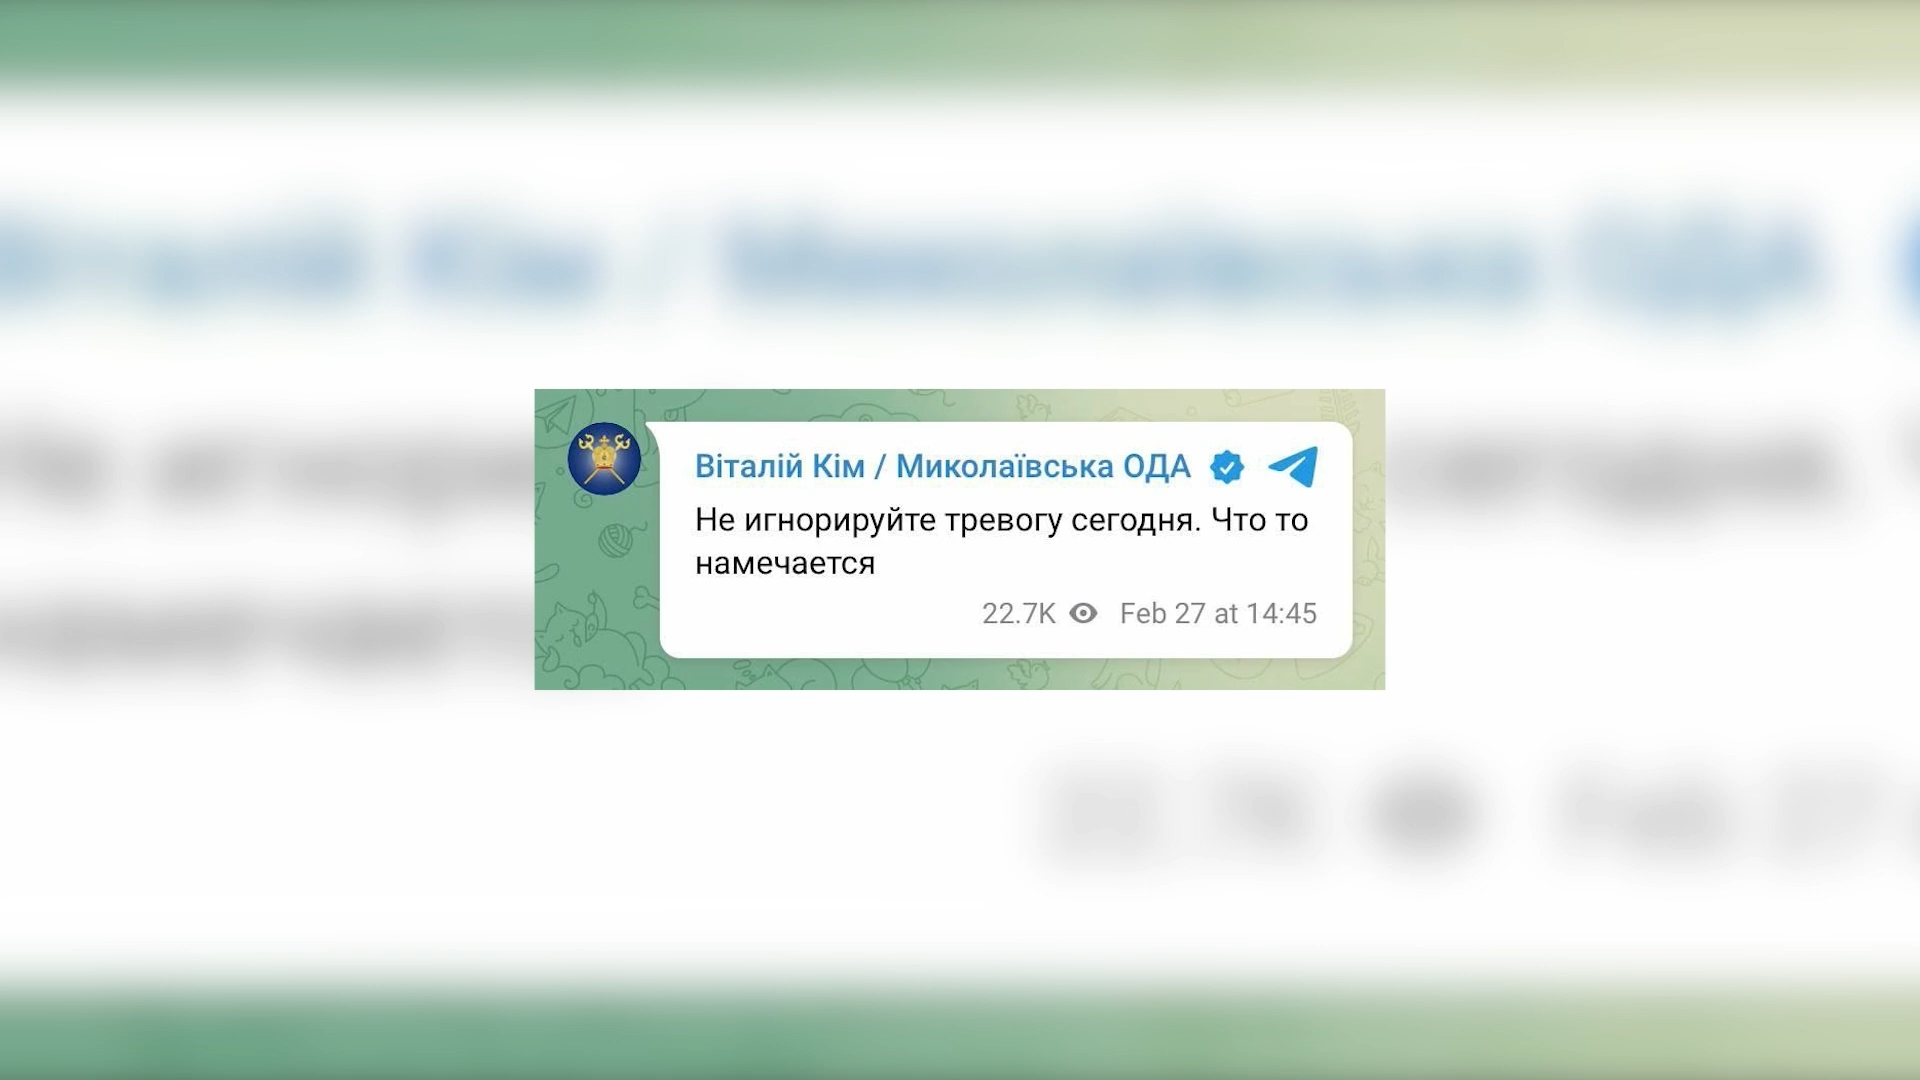 Віталій Кім / Миколаївська ОДА
Не игнорируйте тревогу сегодня. Что то
намечается
22.7K Feb 27 at 14:45